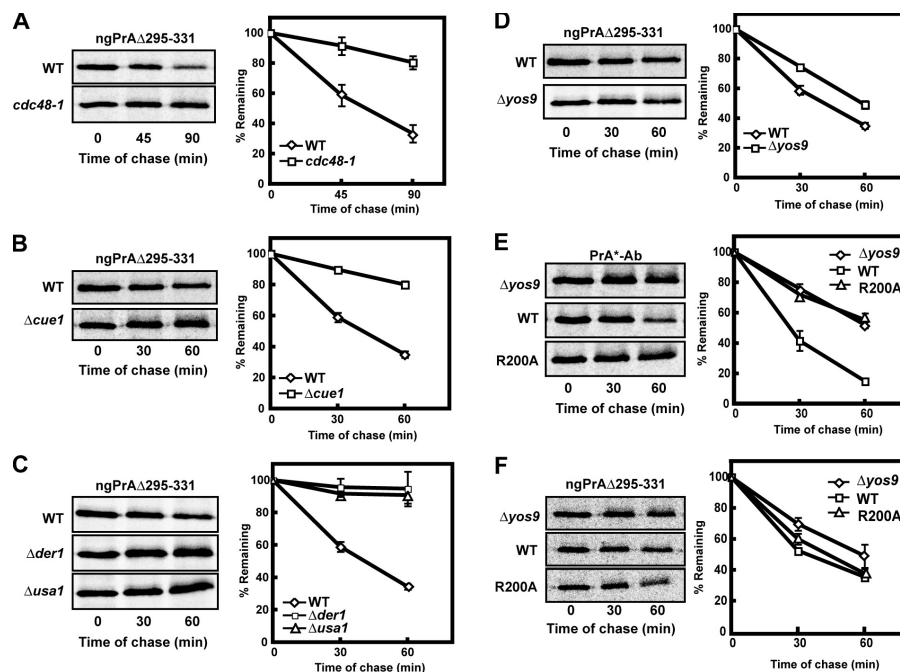 A
ngPrAΔ295-331
WT
cdc48-1
0 45 90
Time of chase (min)
% Remaining
100
80
60
40
20
0
WT
cdc48-1
0 45 90
Time of chase (min)
B
ngPrAΔ295-331
WT
Δcue1
0 30 60
Time of chase (min)
% Remaining
100
80
60
40
20
0
WT
Δcue1
0 30 60
Time of chase (min)
C
ngPrAΔ295-331
WT
Δder1
Δusa1
0 30 60
Time of chase (min)
% Remaining
100
80
60
40
20
0
WT
Δder1
Δusa1
0 30 60
Time of chase (min)
D
ngPrAΔ295-331
WT
Δyos9
0 30 60
Time of chase (min)
% Remaining
100
80
60
40
20
0
WT
Δyos9
0 30 60
Time of chase (min)
E
PrA*-Ab
Δyos9
WT
R200A
0 30 60
Time of chase (min)
% Remaining
100
80
60
40
20
0
Δyos9
WT
R200A
0 30 60
Time of chase (min)
F
ngPrAΔ295-331
Δyos9
WT
R200A
0 30 60
Time of chase (min)
% Remaining
100
80
60
40
20
0
Δyos9
WT
R200A
0 30 60
Time of chase (min)